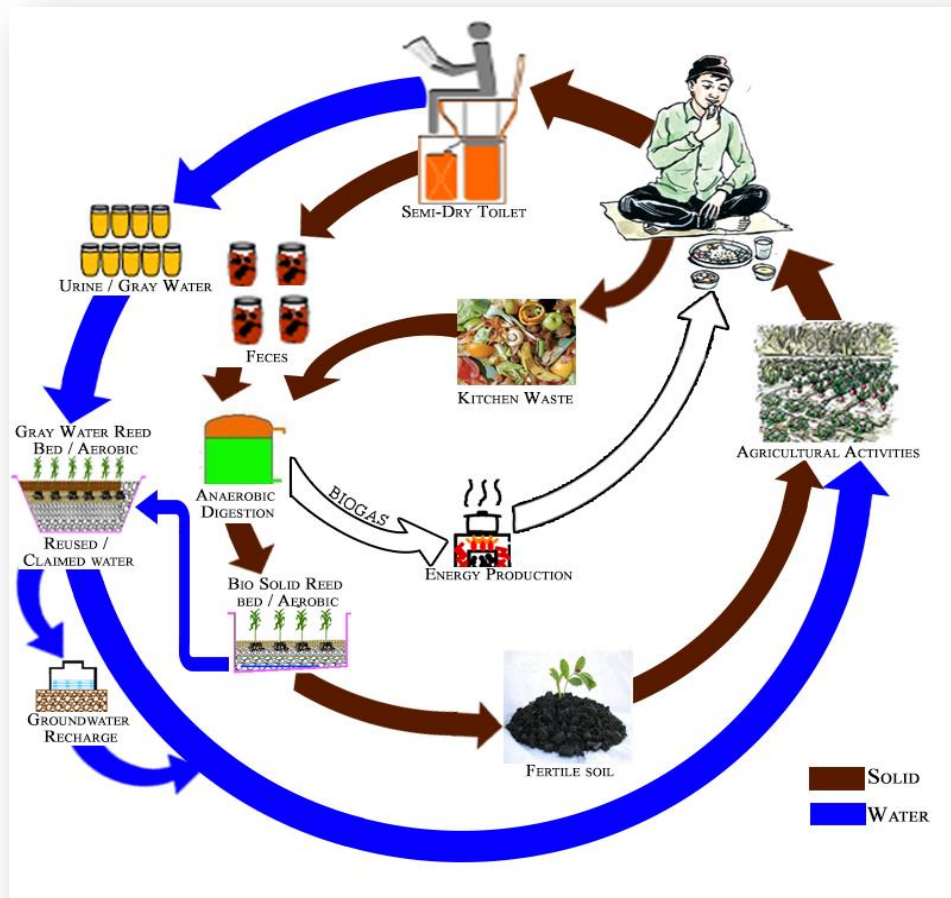 Semi-Dry Toilet
Urine / Gray Water
Feces
Kitchen Waste
Gray Water Reed
Bed / Aerobic
Agricultural Activities
Anaerobic
Digestion
BIOGAS
Reused /
Claimed water
Energy Production
Bio Solid Reed
bed / Aerobic
Groundwater
Recharge
Fertile soil
Solid
Water